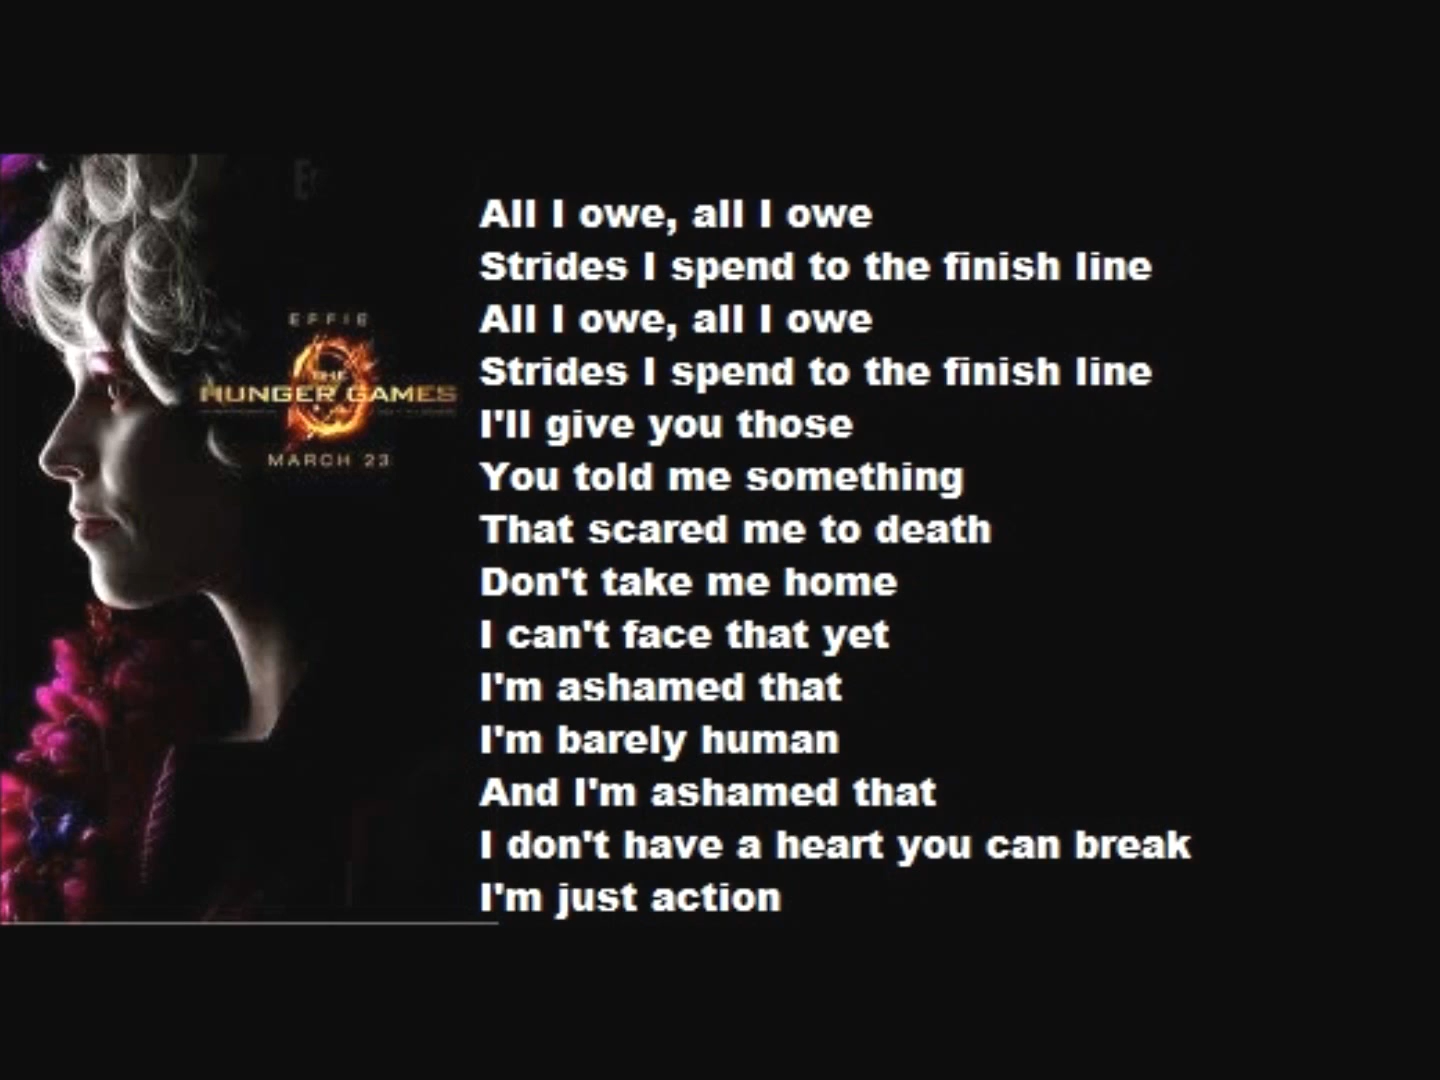 EFFIE
THE
HUNGER GAMES
MARCH 23
All I owe, all I owe
Strides I spend to the finish line
All I owe, all I owe
Strides I spend to the finish line
I'll give you those
You told me something
That scared me to death
Don't take me home
I can't face that yet
I'm ashamed that
I'm barely human
And I'm ashamed that
I don't have a heart you can break
I'm just action